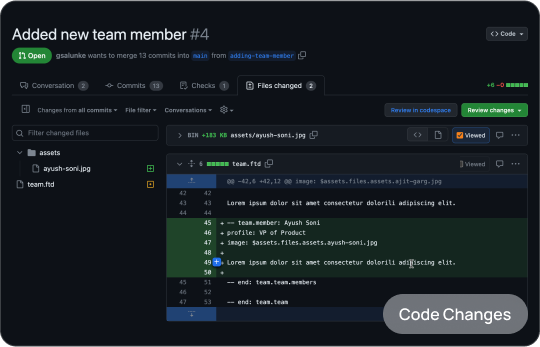 Added new team member #4
<> Code
Open gsalunke wants to merge 13 commits into main from adding-team-member
Conversation 2 Commits 13 Checks 1 Files changed 2 +6 −0
Changes from all commits File filter Conversations Review in codespace Review changes
Filter changed files
assets
ayush-soni.jpg
team.ftd
BIN +183 KB assets/ayush-soni.jpg <> Viewed
6 team.ftd Viewed
@@ -42,6 +42,12 @@ image: $assets.files.assets.ajit-garg.jpg
42 42
43 43 Lorem ipsum dolor sit amet consectetur dolorili adipiscing elit.
44 44
45 + -- team.member: Ayush Soni
46 + profile: VP of Product
47 + image: $assets.files.assets.ayush-soni.jpg
48 +
49 + Lorem ipsum dolor sit amet consectetur dolorili adipiscing elit.
50 +
45 51 -- end: team.team.members
46 52
47 53 -- end: team.team
Code Changes